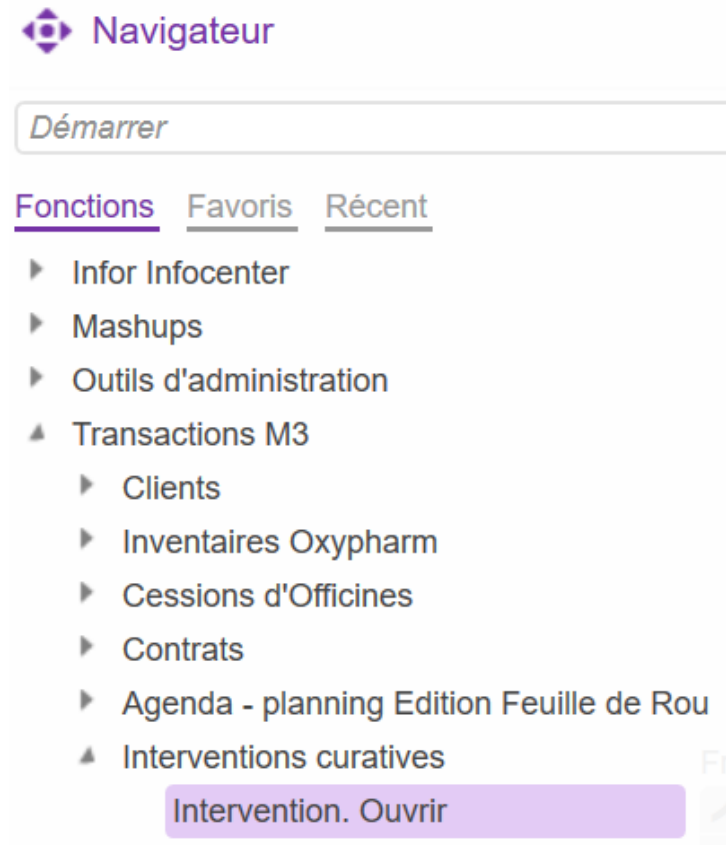 Navigateur
Démarrer
Fonctions Favoris Récent
Infor Infocenter
Mashups
Outils d'administration
Transactions M3
Clients
Inventaires Oxypharm
Cessions d'Officines
Contrats
Agenda - planning Edition Feuille de Rou
Interventions curatives
Fr
Intervention. Ouvrir